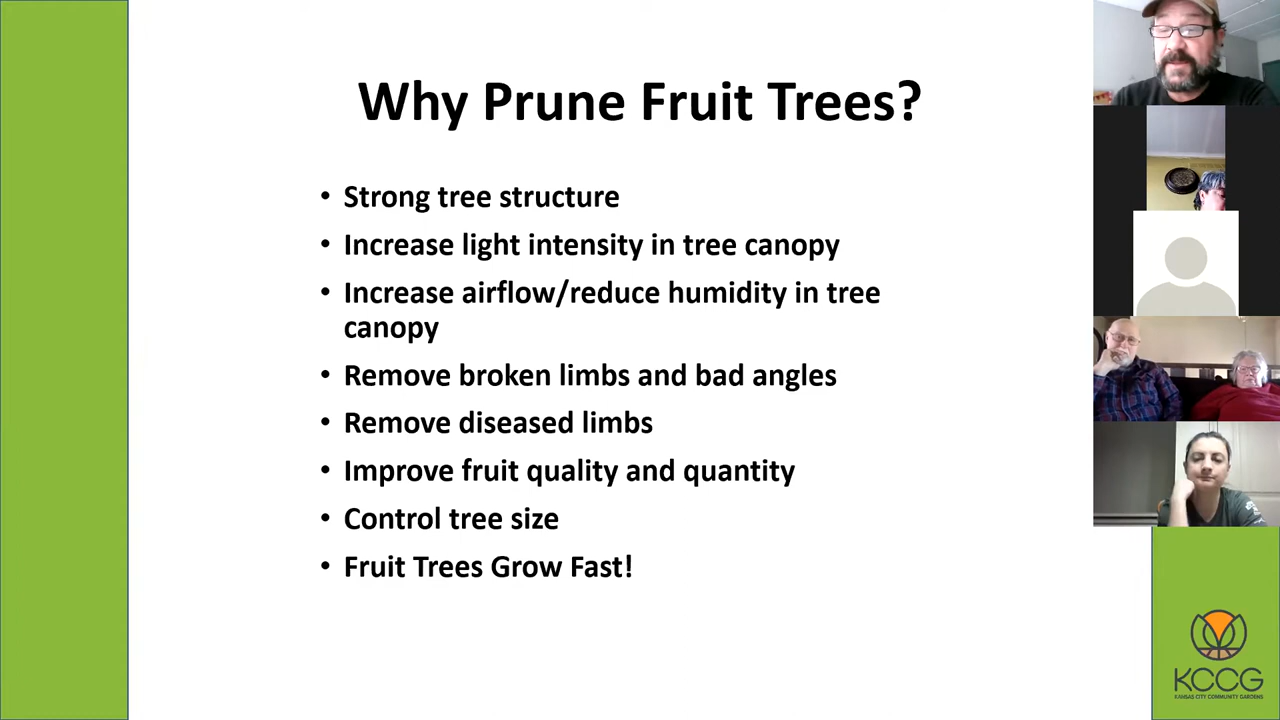 Why Prune Fruit Trees?
• Strong tree structure
• Increase light intensity in tree canopy
• Increase airflow/reduce humidity in tree
canopy
• Remove broken limbs and bad angles
• Remove diseased limbs
• Improve fruit quality and quantity
• Control tree size
• Fruit Trees Grow Fast!
KCCG
KANSAS CITY COMMUNITY GARDENS